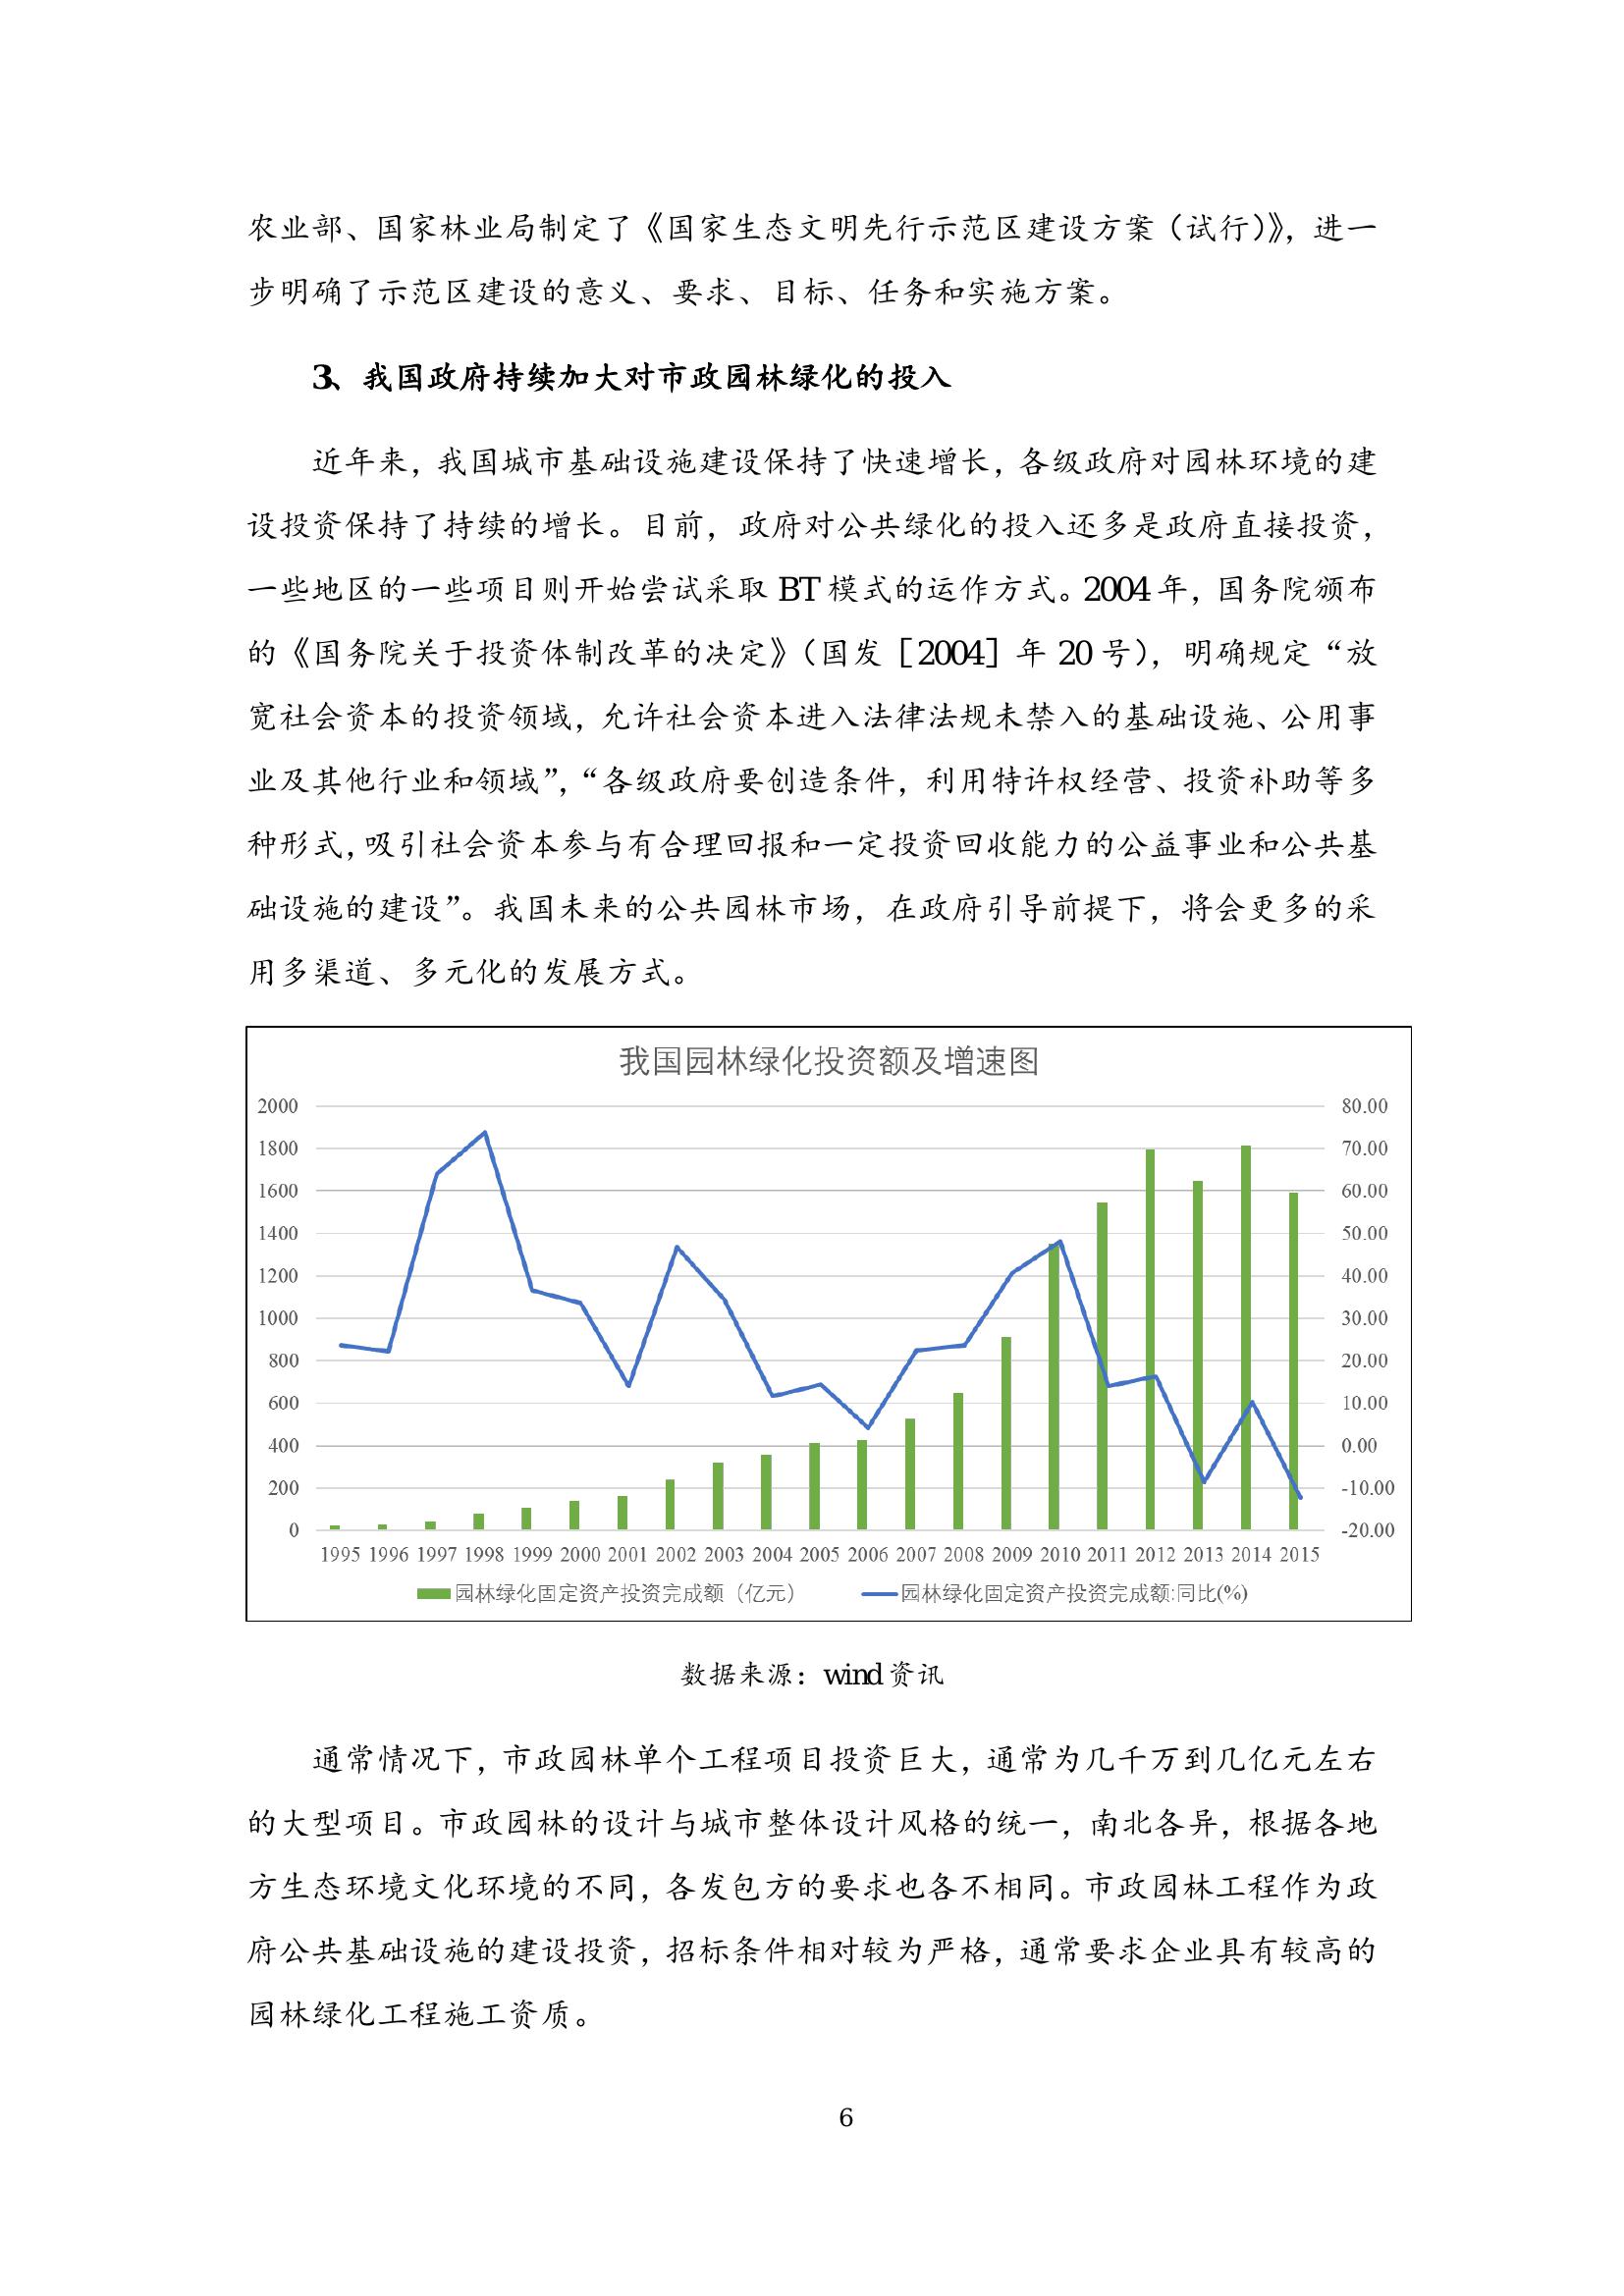 农业部、国家林业局制定了《国家生态文明先行示范区建设方案（试行）》，进一
步明确了示范区建设的意义、要求、目标、任务和实施方案。
3、我国政府持续加大对市政园林绿化的投入
近年来，我国城市基础设施建设保持了快速增长，各级政府对园林环境的建
设投资保持了持续的增长。目前，政府对公共绿化的投入还多是政府直接投资，
一些地区的一些项目则开始尝试采取 BT 模式的运作方式。2004 年，国务院颁布
的《国务院关于投资体制改革的决定》（国发［2004］年 20 号），明确规定“放
宽社会资本的投资领域，允许社会资本进入法律法规未禁入的基础设施、公用事
业及其他行业和领域”，“各级政府要创造条件，利用特许权经营、投资补助等多
种形式，吸引社会资本参与有合理回报和一定投资回收能力的公益事业和公共基
础设施的建设”。我国未来的公共园林市场，在政府引导前提下，将会更多的采
用多渠道、多元化的发展方式。
我国园林绿化投资额及增速图
2000 80.00
1800 70.00
1600 60.00
1400 50.00
1200 40.00
1000 30.00
800 20.00
600 10.00
400 0.00
200 -10.00
0 -20.00
1995 1996 1997 1998 1999 2000 2001 2002 2003 2004 2005 2006 2007 2008 2009 2010 2011 2012 2013 2014 2015
园林绿化固定资产投资完成额（亿元） 园林绿化固定资产投资完成额:同比(%)
数据来源：wind 资讯
通常情况下，市政园林单个工程项目投资巨大，通常为几千万到几亿元左右
的大型项目。市政园林的设计与城市整体设计风格的统一，南北各异，根据各地
方生态环境文化环境的不同，各发包方的要求也各不相同。市政园林工程作为政
府公共基础设施的建设投资，招标条件相对较为严格，通常要求企业具有较高的
园林绿化工程施工资质。
6